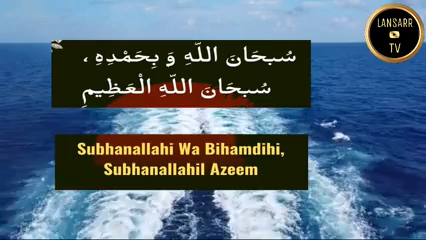 سُبحَانَ اللّهِ وَ بِحَمْدِهِ ،
سُبحَانَ اللّهِ الْعَظِيمِ
Subhanallahi Wa Bihamdihi,
Subhanallahil Azeem
LANSARR
TV